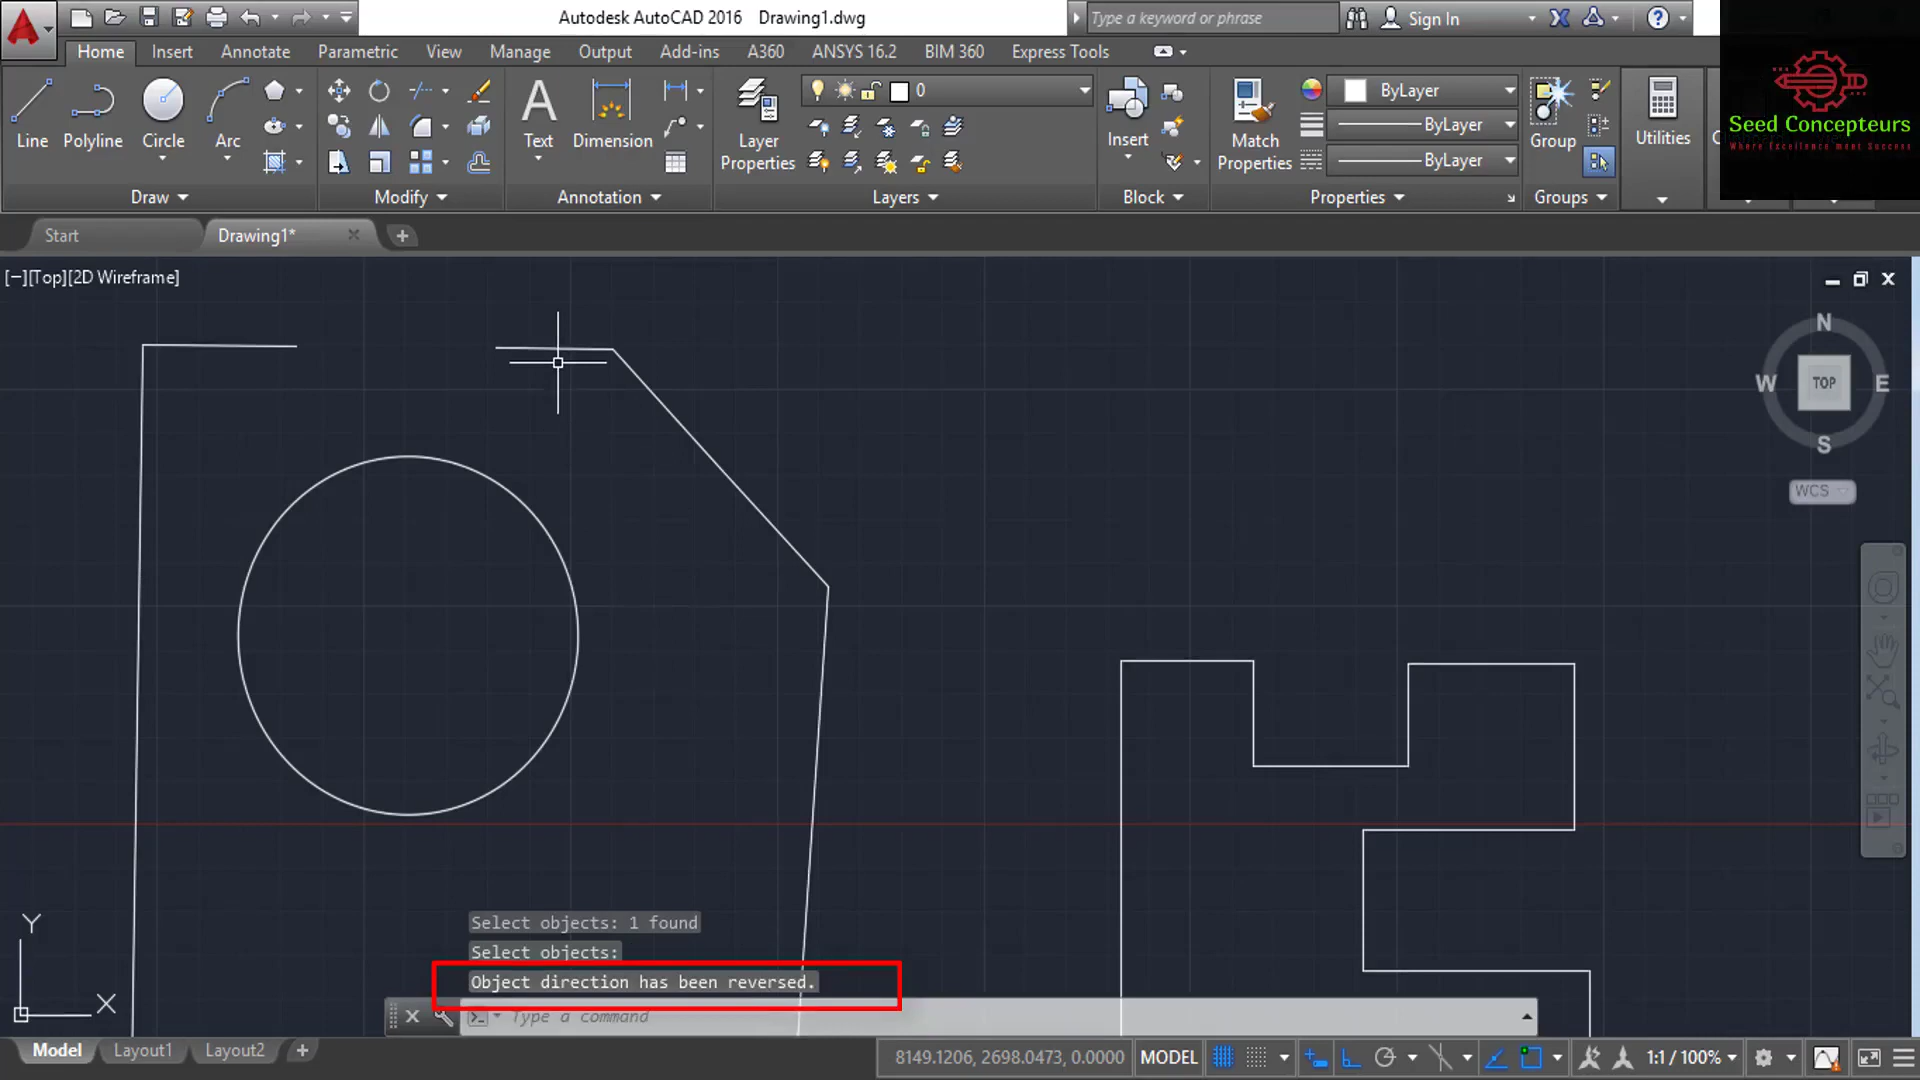 Autodesk AutoCAD 2016 Drawing1.dwg
Type a keyword or phrase
Sign In
Home Insert Annotate Parametric View Manage Output Add-ins A360 ANSYS 16.2 BIM 360 Express Tools
Line Polyline Circle Arc
Text Dimension
Layer Properties
0
Insert
Match Properties
ByLayer
ByLayer
ByLayer
Group
Utilities
Draw Modify Annotation Layers Block Properties Groups
Seed Concepteurs
Where Excellence meet Success
Start Drawing1*
[−][Top][2D Wireframe]
N
W TOP E
S
WCS
Y
X
Select objects: 1 found
Select objects:
Object direction has been reversed.
Type a command
Model Layout1 Layout2
8149.1206, 2698.0473, 0.0000 MODEL 1:1 / 100%